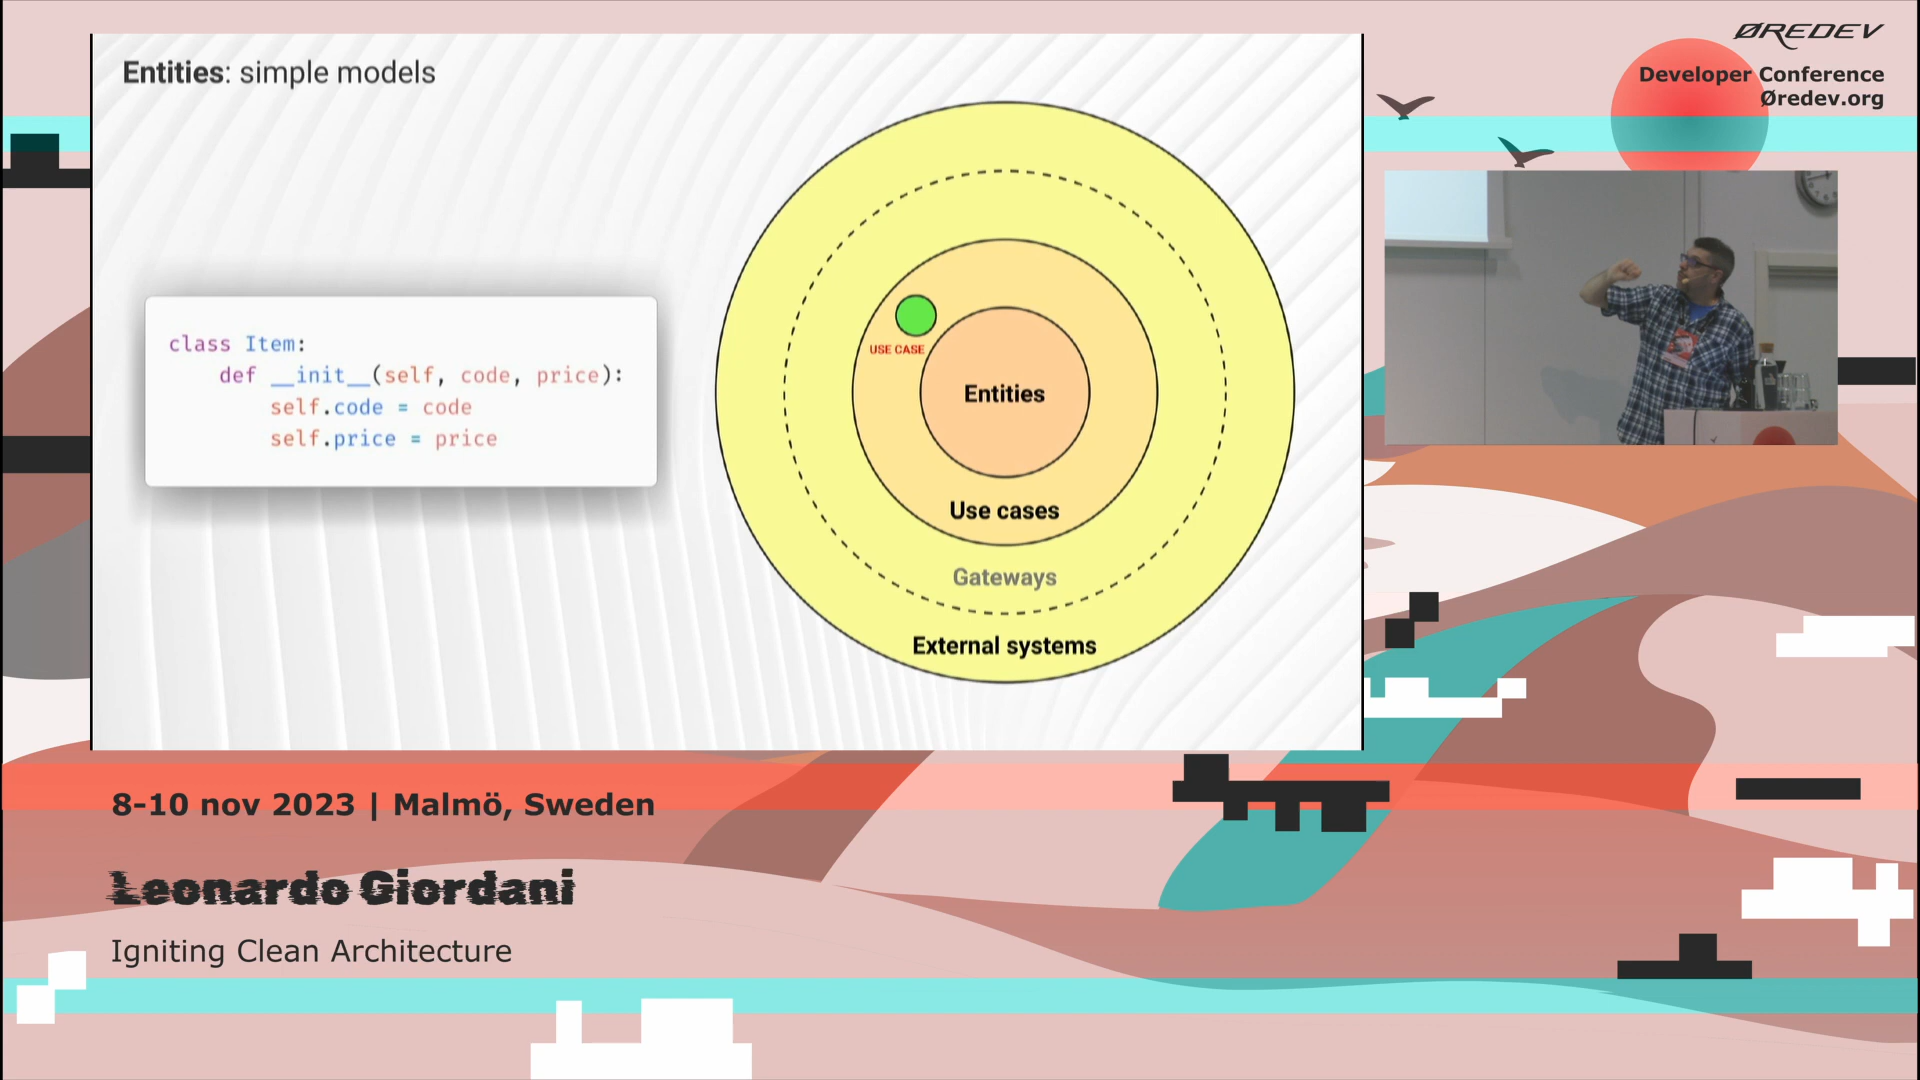 ØREDEV
Developer Conference
Øredev.org
Entities: simple models
class Item:
def __init__(self, code, price):
self.code = code
self.price = price
USE CASE
Entities
Use cases
Gateways
External systems
8-10 nov 2023 | Malmö, Sweden
Leonardo Giordani
Igniting Clean Architecture